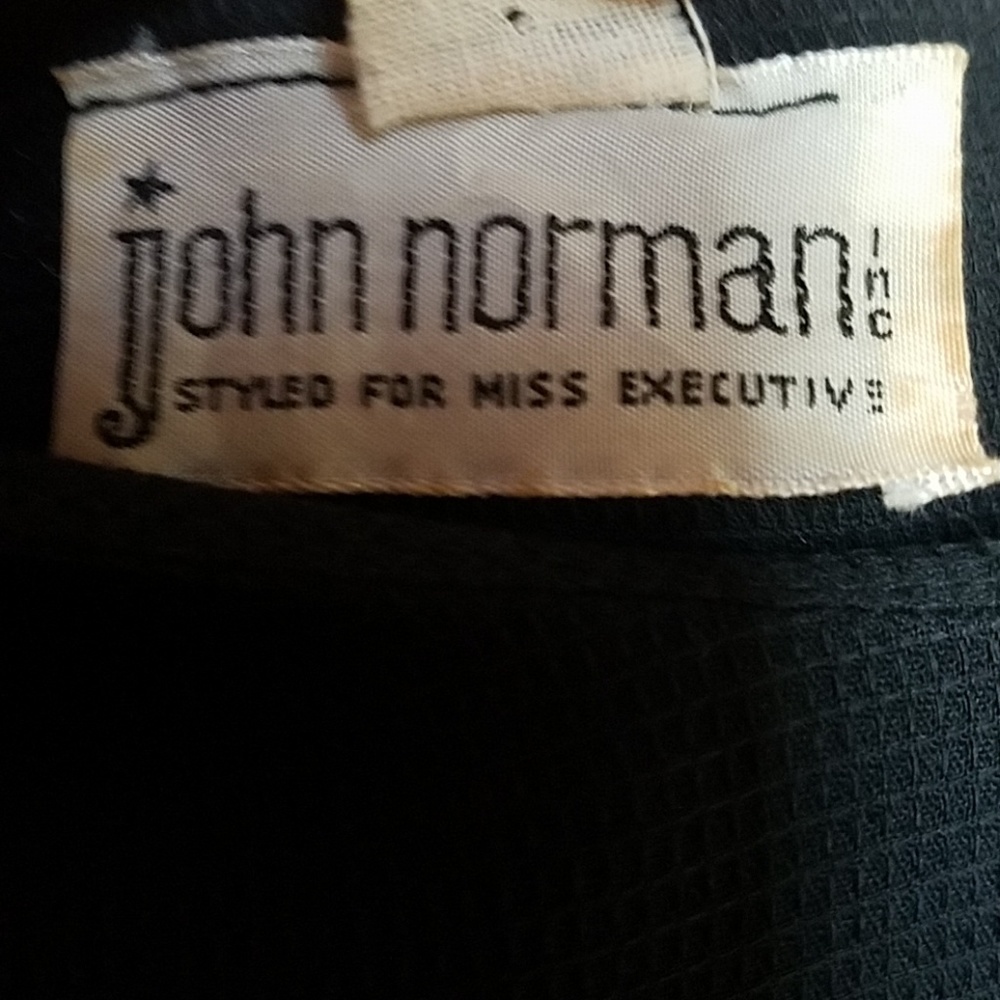 john norman inc
STYLED FOR MISS EXECUTIVE